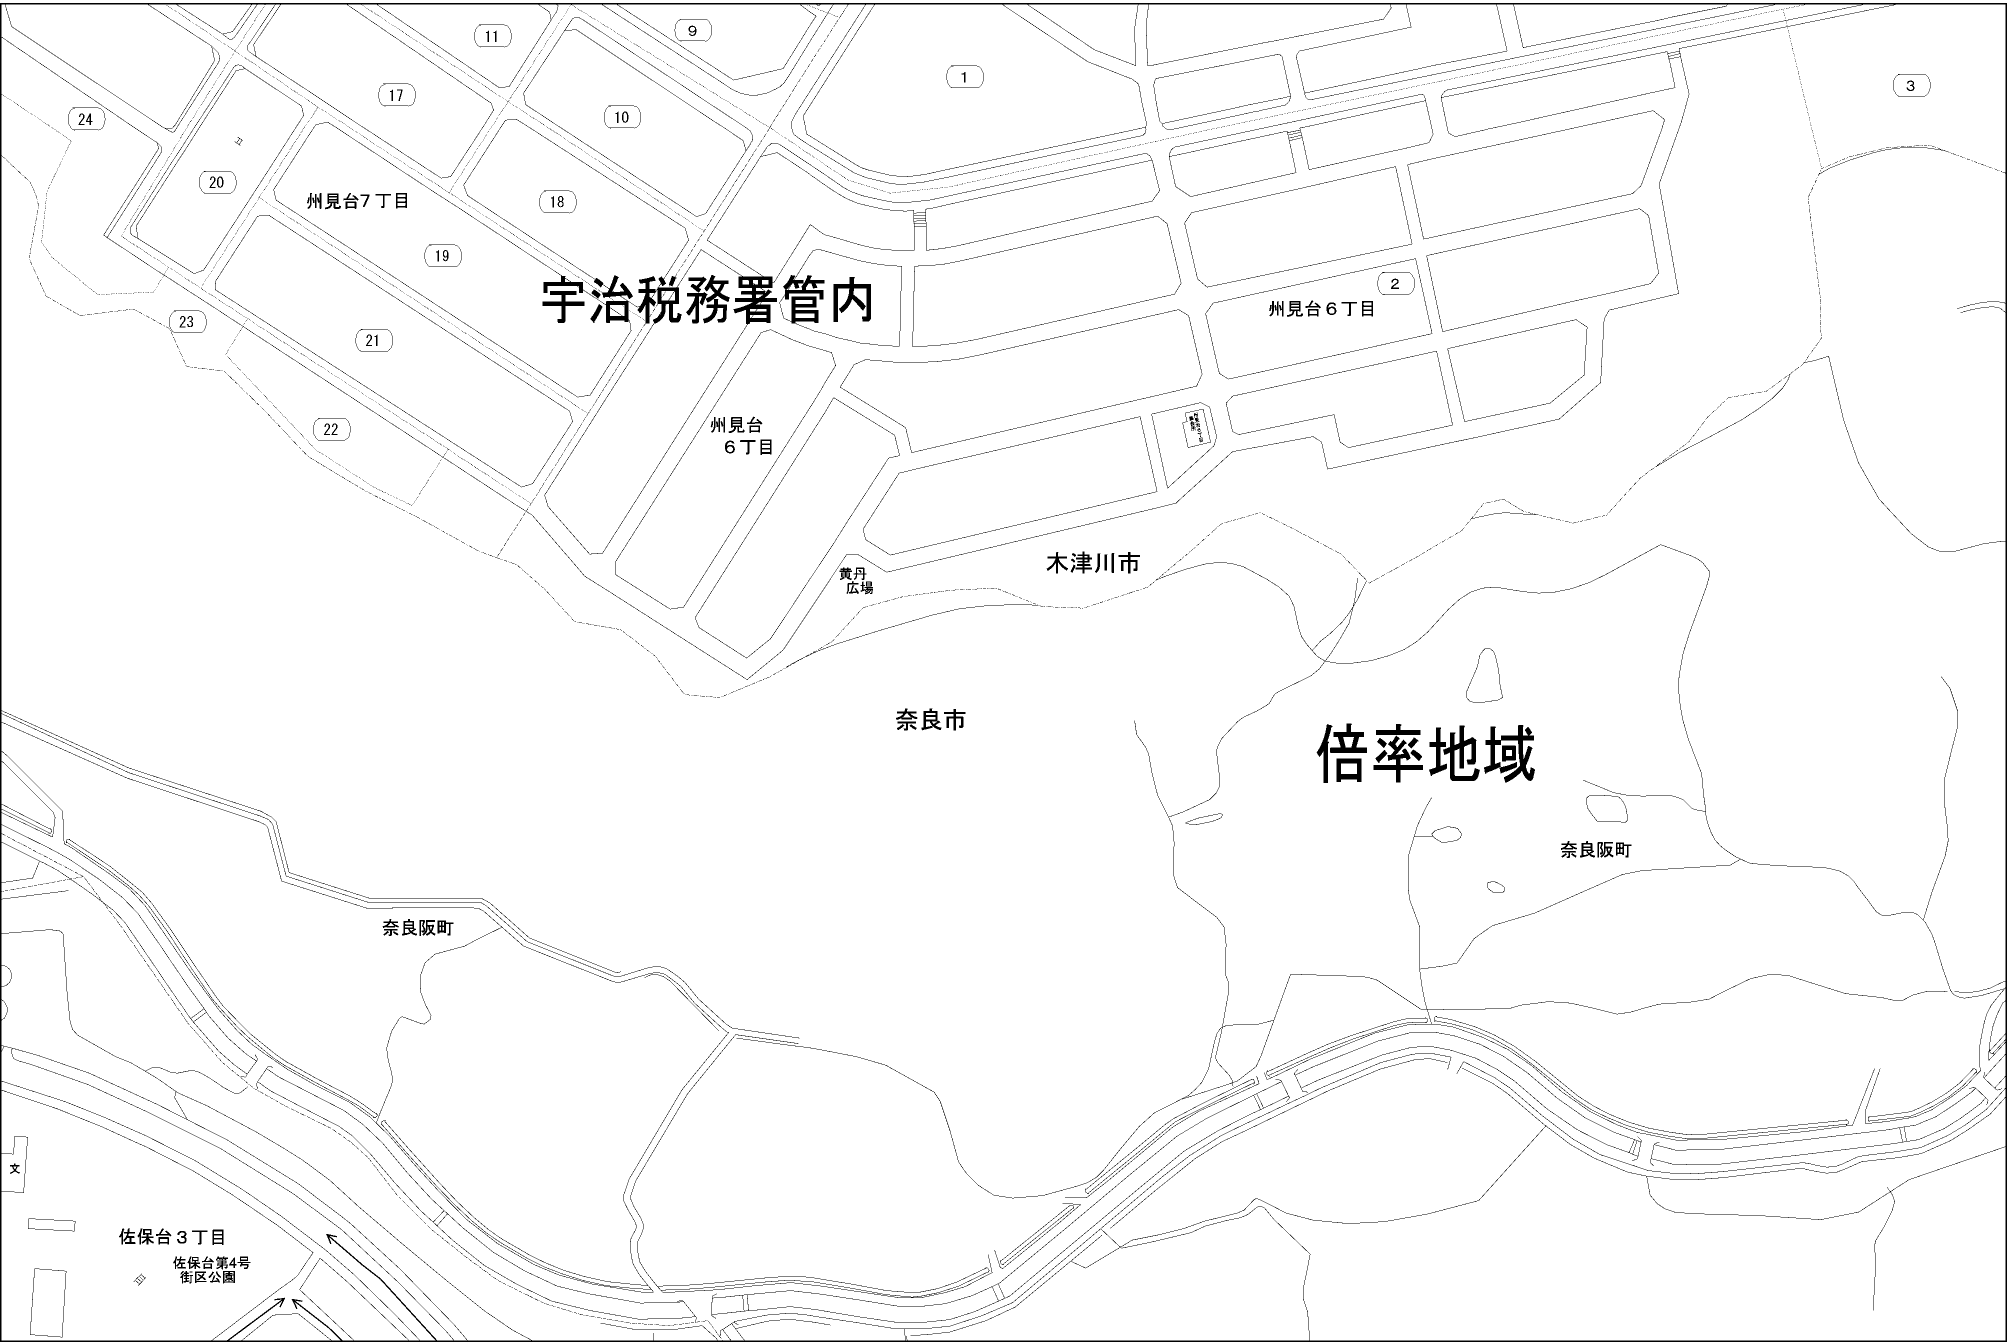 11
9
1
3
17
10
24
20
州見台7丁目
18
19
宇治税務署管内
2
州見台6丁目
23
21
22
州見台
6丁目
木津川市
黄丹
広場
奈良市
倍率地域
奈良阪町
奈良阪町
文
佐保台3丁目
佐保台第4号
街区公園